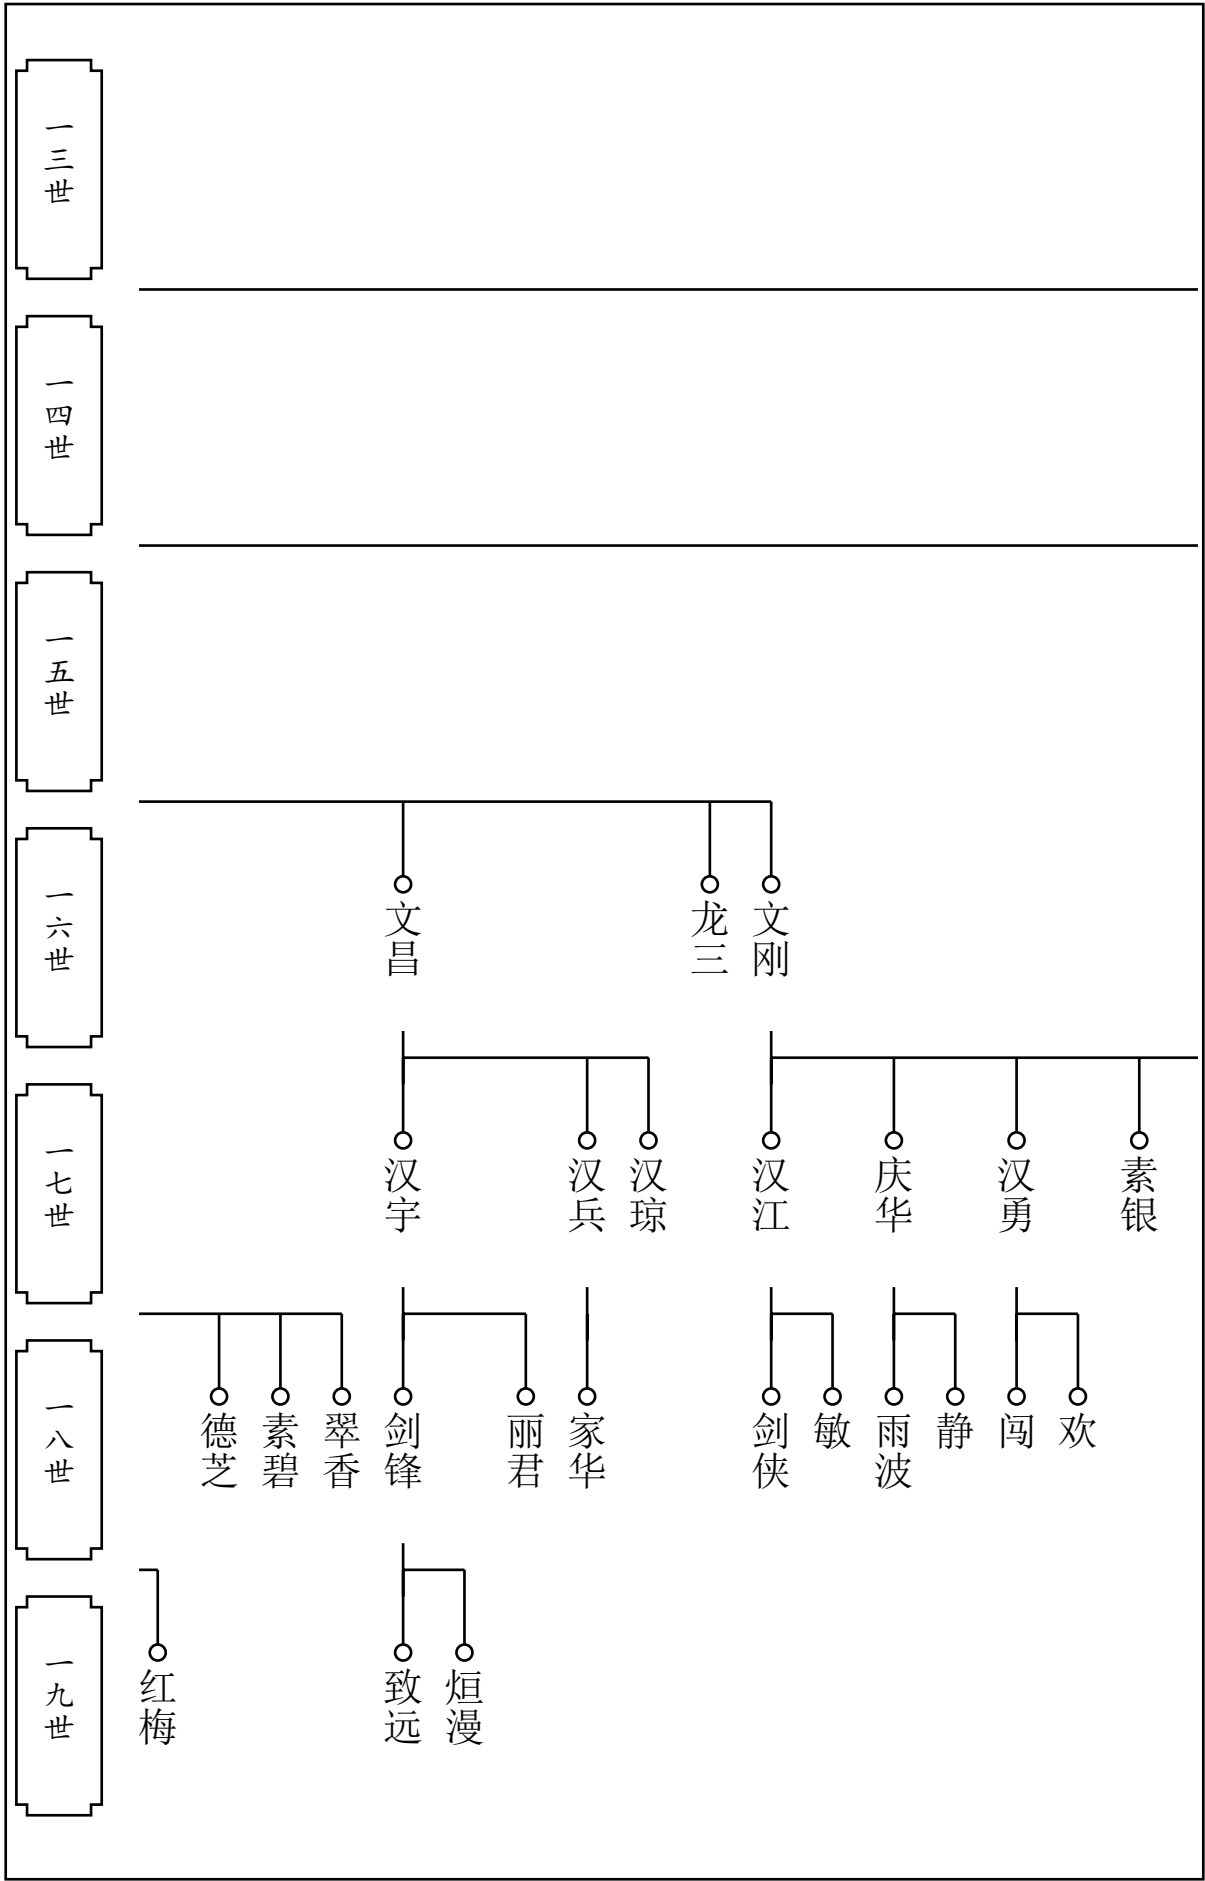 一三世
一四世
一五世
一六世
文昌
龙三
文刚
一七世
汉宇
汉兵
汉琼
汉江
庆华
汉勇
素银
一八世
德芝
素碧
翠香
剑锋
丽君
家华
剑侠
敏
雨波
静
闯
欢
一九世
红梅
致远
烜漫